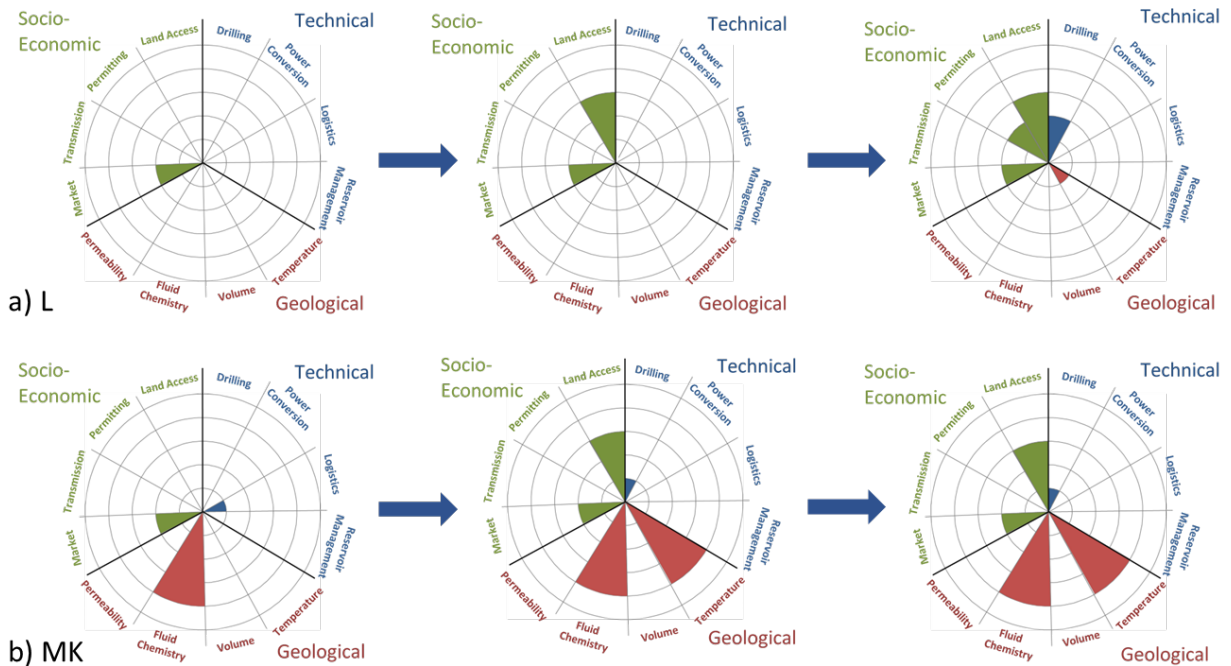 Socio-
Economic
Technical
Land Access
Drilling
Permitting
Power
Conversion
Transmission
Logistics
Market
Reservoir
Management
Permeability
Fluid
Chemistry
Volume
Temperature
Geological
Socio-
Economic
Technical
Land Access
Drilling
Permitting
Power
Conversion
Transmission
Logistics
Market
Reservoir
Management
Permeability
Fluid
Chemistry
Volume
Temperature
Geological
Socio-
Economic
Technical
Land Access
Drilling
Permitting
Power
Conversion
Transmission
Logistics
Market
Reservoir
Management
Permeability
Fluid
Chemistry
Volume
Temperature
Geological
a) L
Socio-
Economic
Technical
Land Access
Drilling
Permitting
Power
Conversion
Transmission
Logistics
Market
Reservoir
Management
Permeability
Fluid
Chemistry
Volume
Temperature
Geological
Socio-
Economic
Technical
Land Access
Drilling
Permitting
Power
Conversion
Transmission
Logistics
Market
Reservoir
Management
Permeability
Fluid
Chemistry
Volume
Temperature
Geological
Socio-
Economic
Technical
Land Access
Drilling
Permitting
Power
Conversion
Transmission
Logistics
Market
Reservoir
Management
Permeability
Fluid
Chemistry
Volume
Temperature
Geological
b) MK